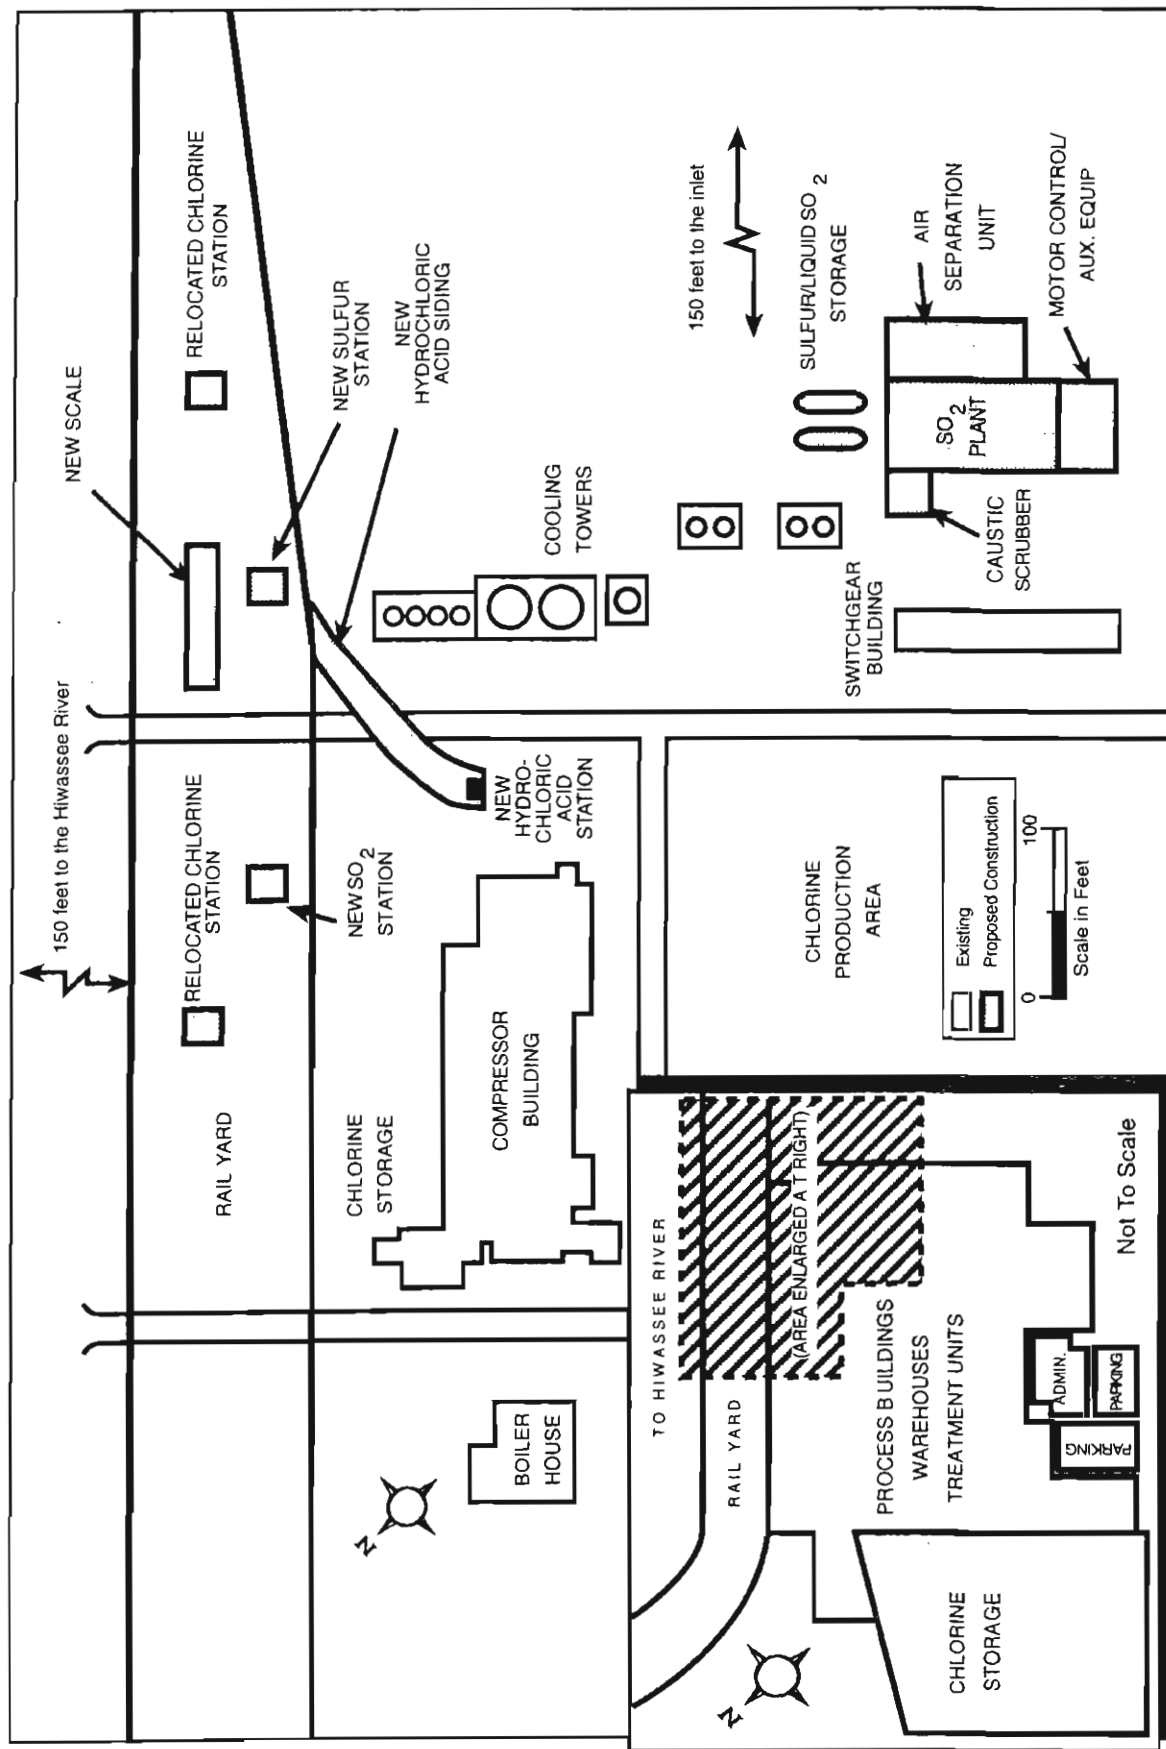 150 feet to the Hiwassee River
NEW SCALE
RELOCATED CHLORINE
STATION
RELOCATED CHLORINE
STATION
RAIL YARD
NEW SO2
STATION
NEW SULFUR
STATION
NEW
HYDROCHLORIC
ACID SIDING
CHLORINE
STORAGE
COMPRESSOR
BUILDING
NEW
HYDRO-
CHLORIC
ACID
STATION
COOLING
TOWERS
N
BOILER
HOUSE
150 feet to the inlet
SULFUR/LIQUID SO2
STORAGE
AIR
SEPARATION
UNIT
SO2
PLANT
MOTOR CONTROL/
AUX. EQUIP
CAUSTIC
SCRUBBER
SWITCHGEAR
BUILDING
CHLORINE
PRODUCTION
AREA
Existing
Proposed Construction
0 100
Scale in Feet
TO HIWASSEE RIVER
RAIL YARD
(AREA ENLARGED AT RIGHT)
N
PROCESS BUILDINGS
WAREHOUSES
TREATMENT UNITS
ADMIN.
PARKING
PARKING
CHLORINE
STORAGE
Not To Scale